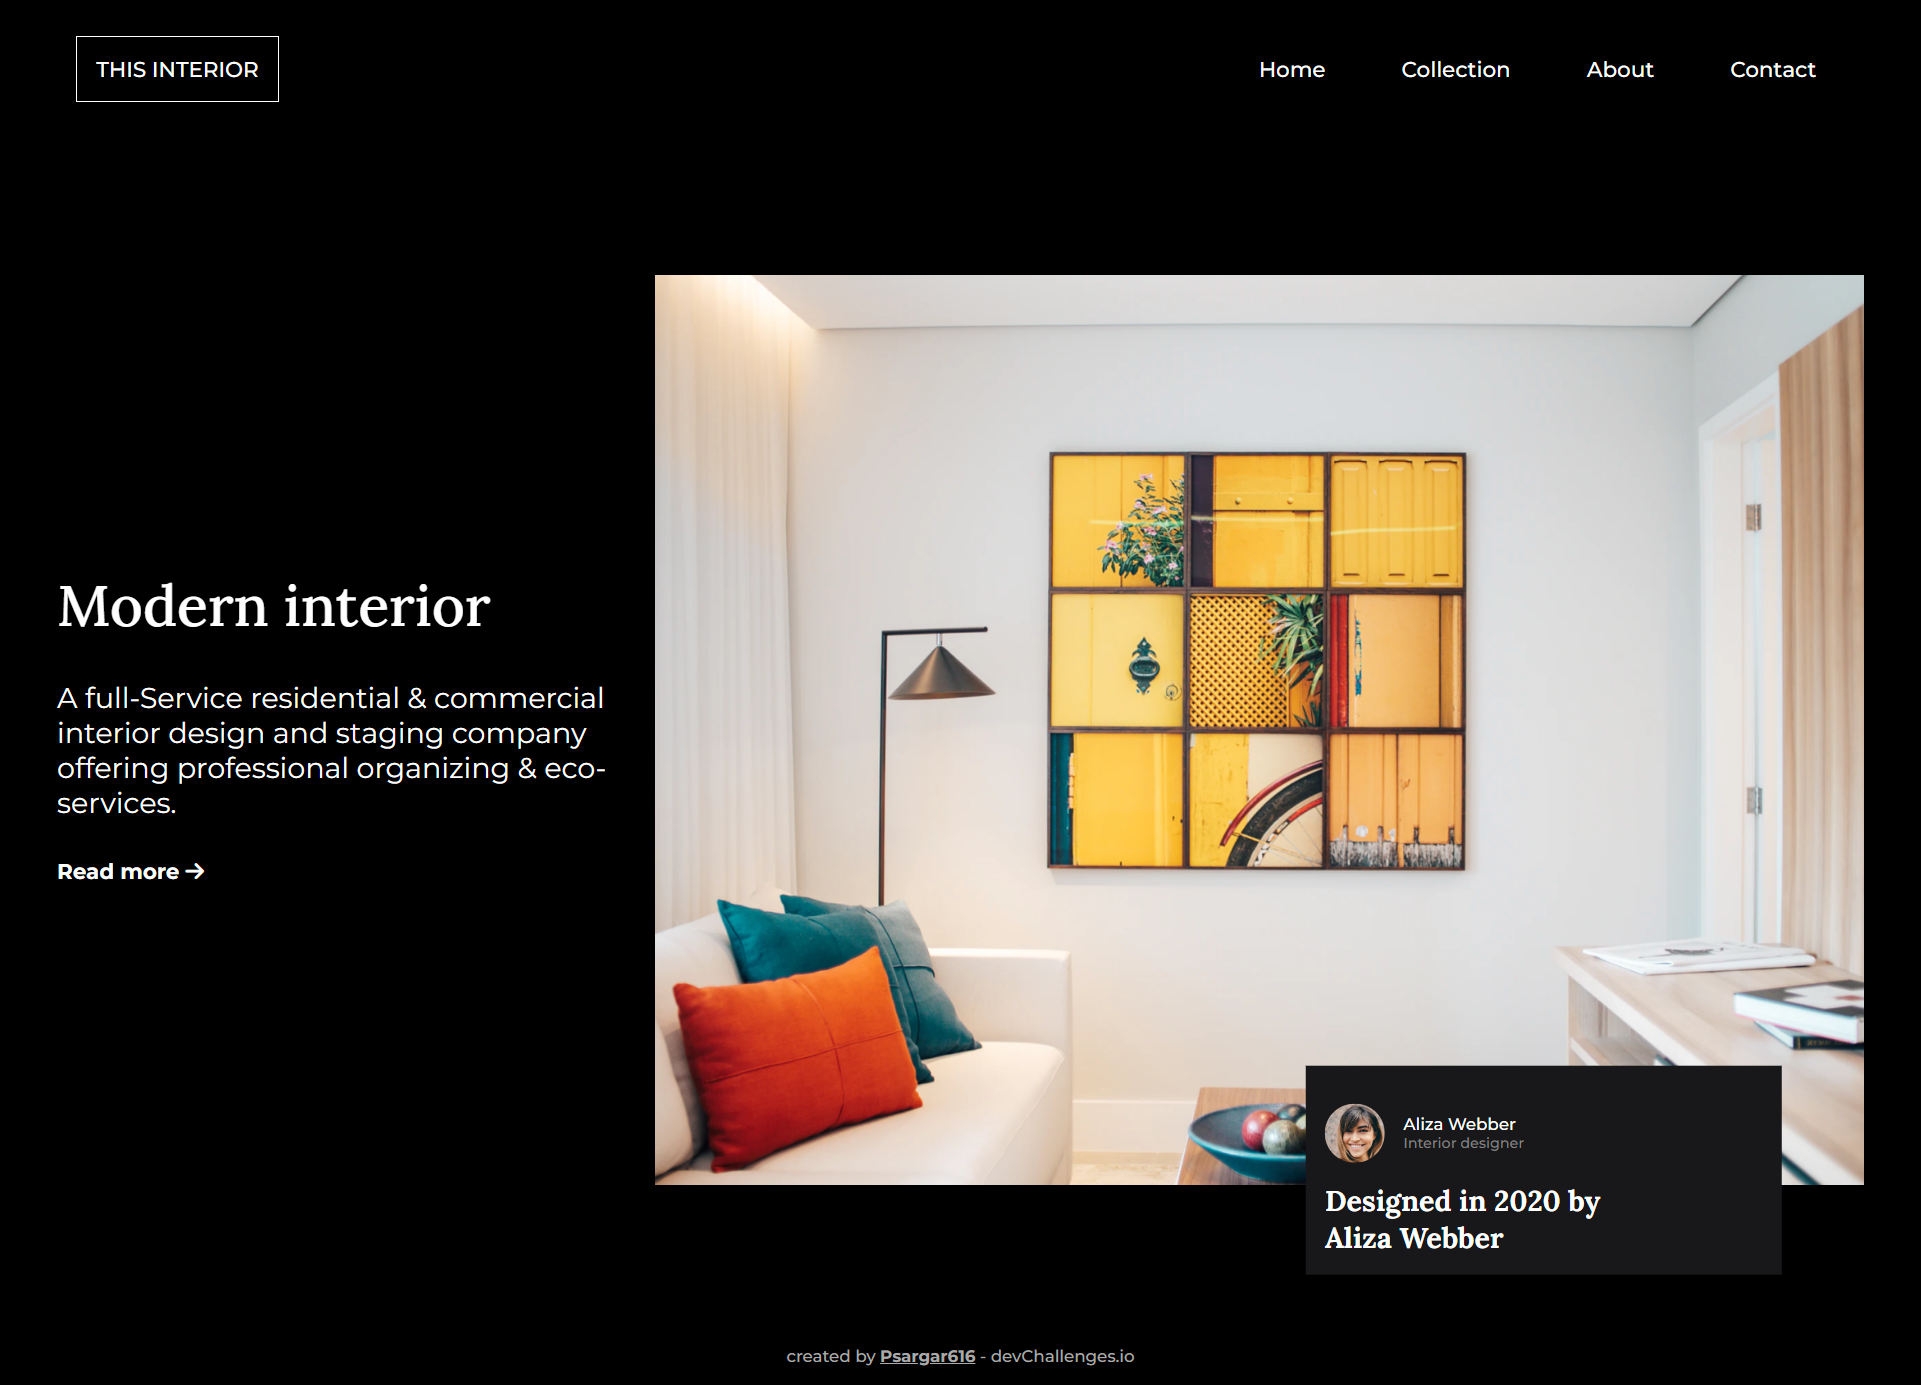 THIS INTERIOR
Home
Collection
About
Contact
Modern interior
A full-Service residential & commercial
interior design and staging company
offering professional organizing & eco-
services.
Read more →
Aliza Webber
Interior designer
Designed in 2020 by
Aliza Webber
created by Psargar616 - devChallenges.io